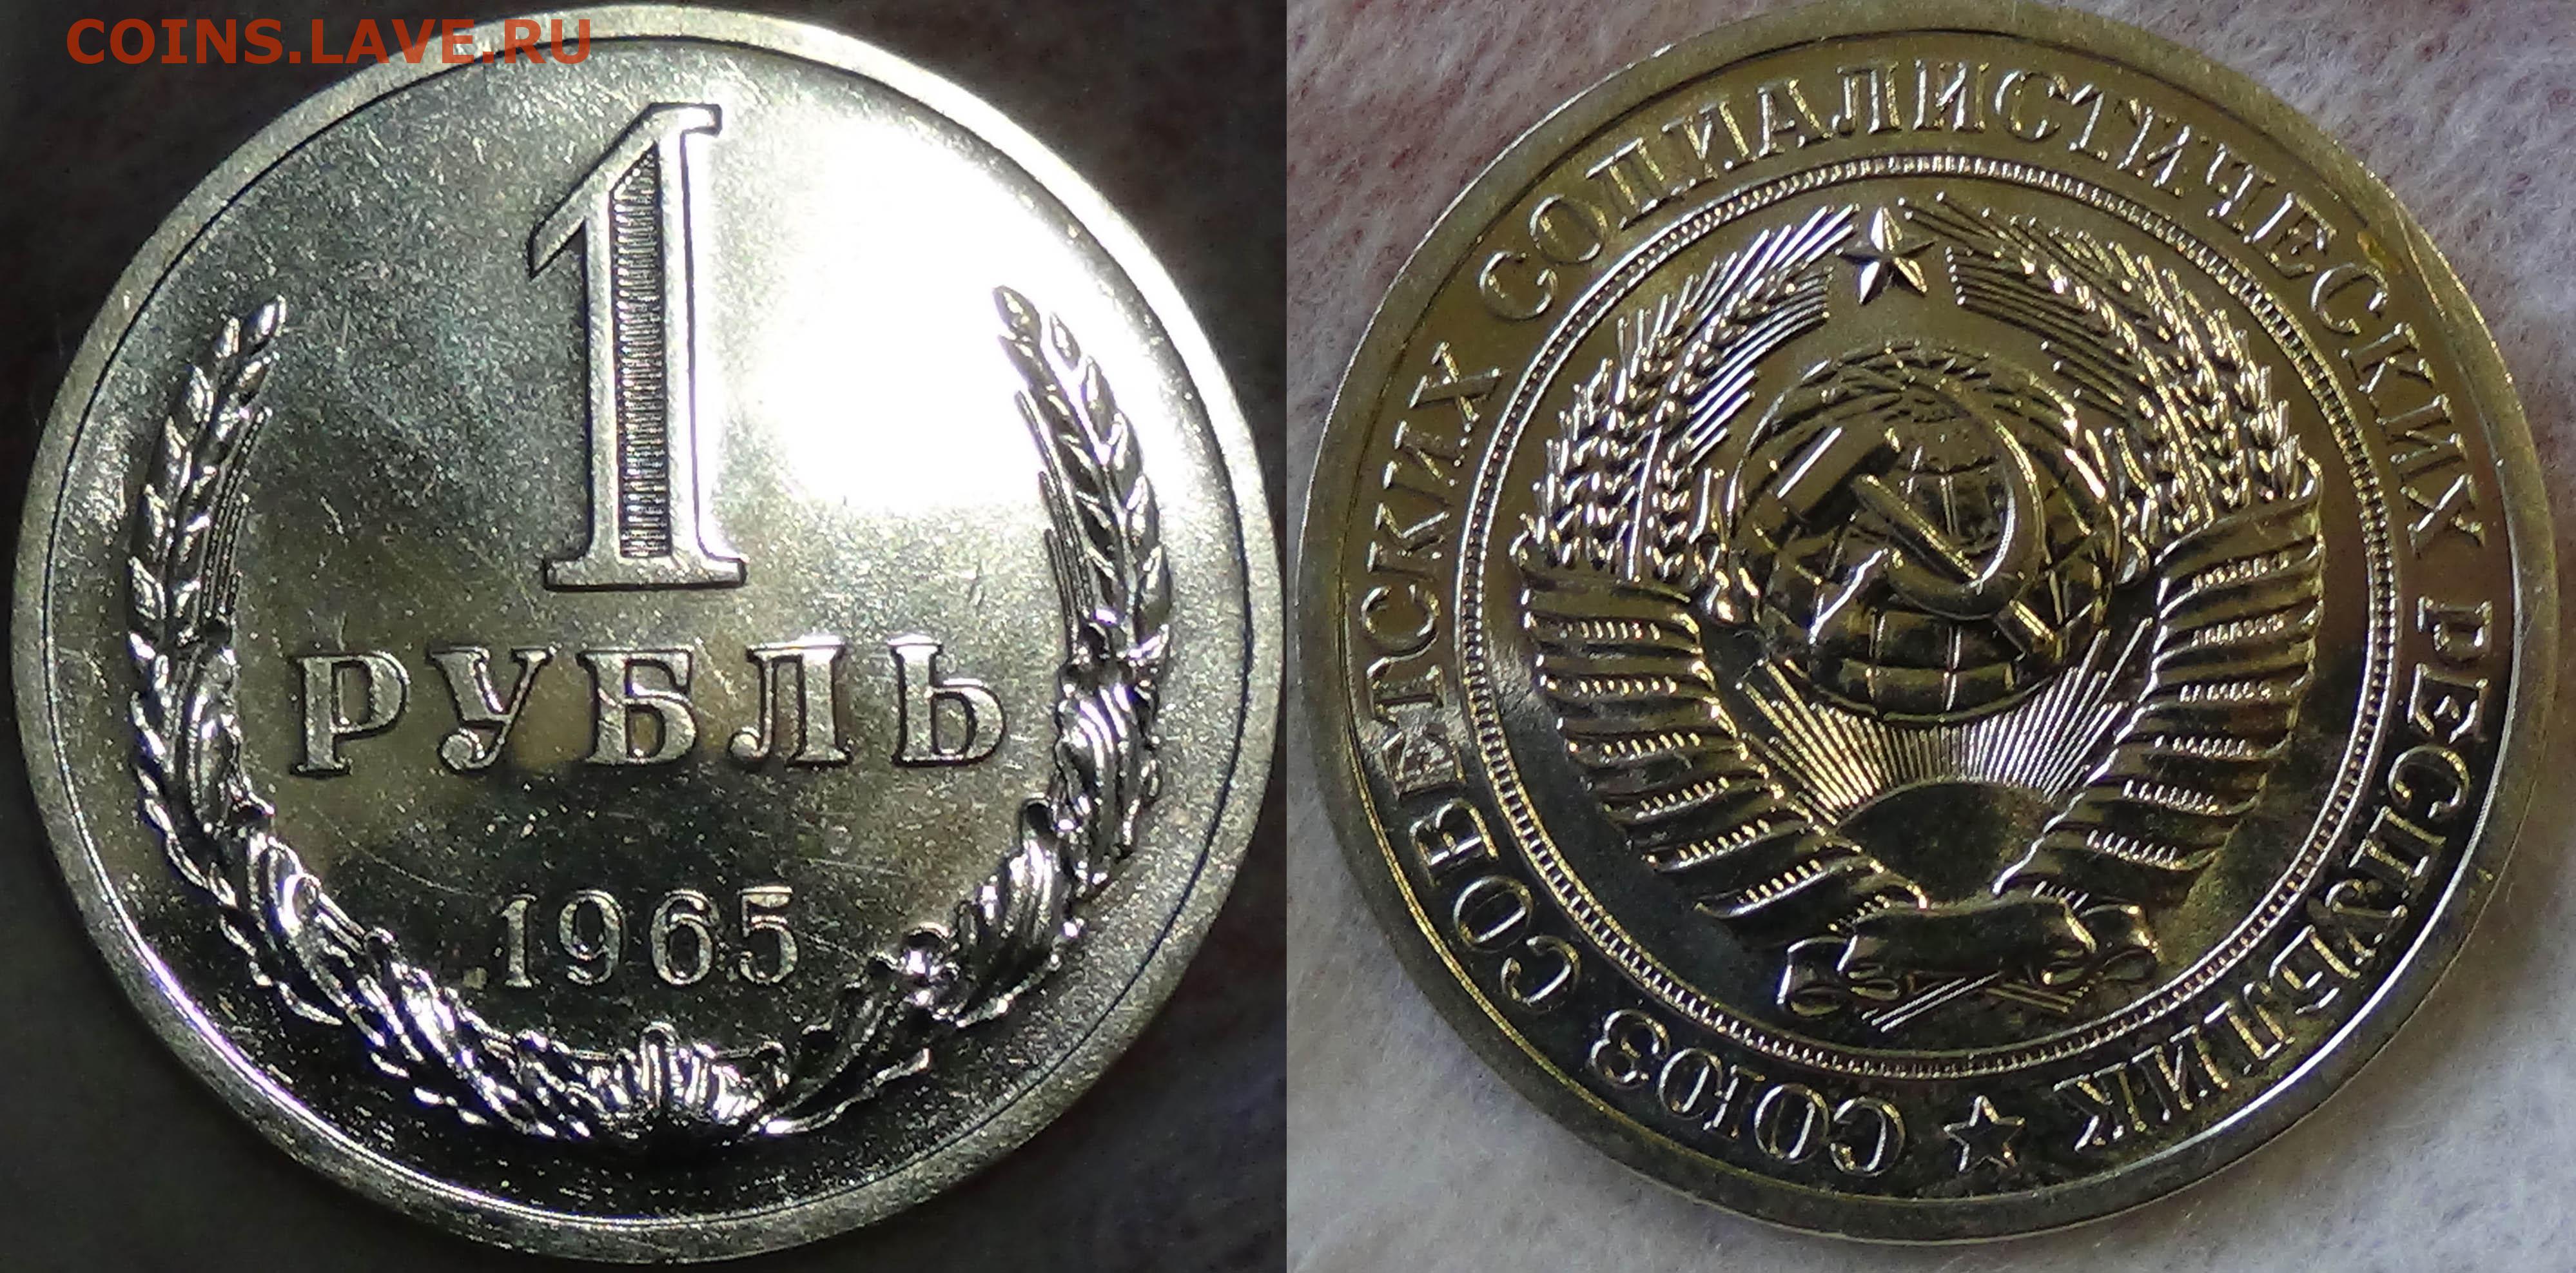 COINS.LAVE.RU
1
РУБЛЬ
1965
СОЮЗ СОВЕТСКИХ СОЦИАЛИСТИЧЕСКИХ РЕСПУБЛИК